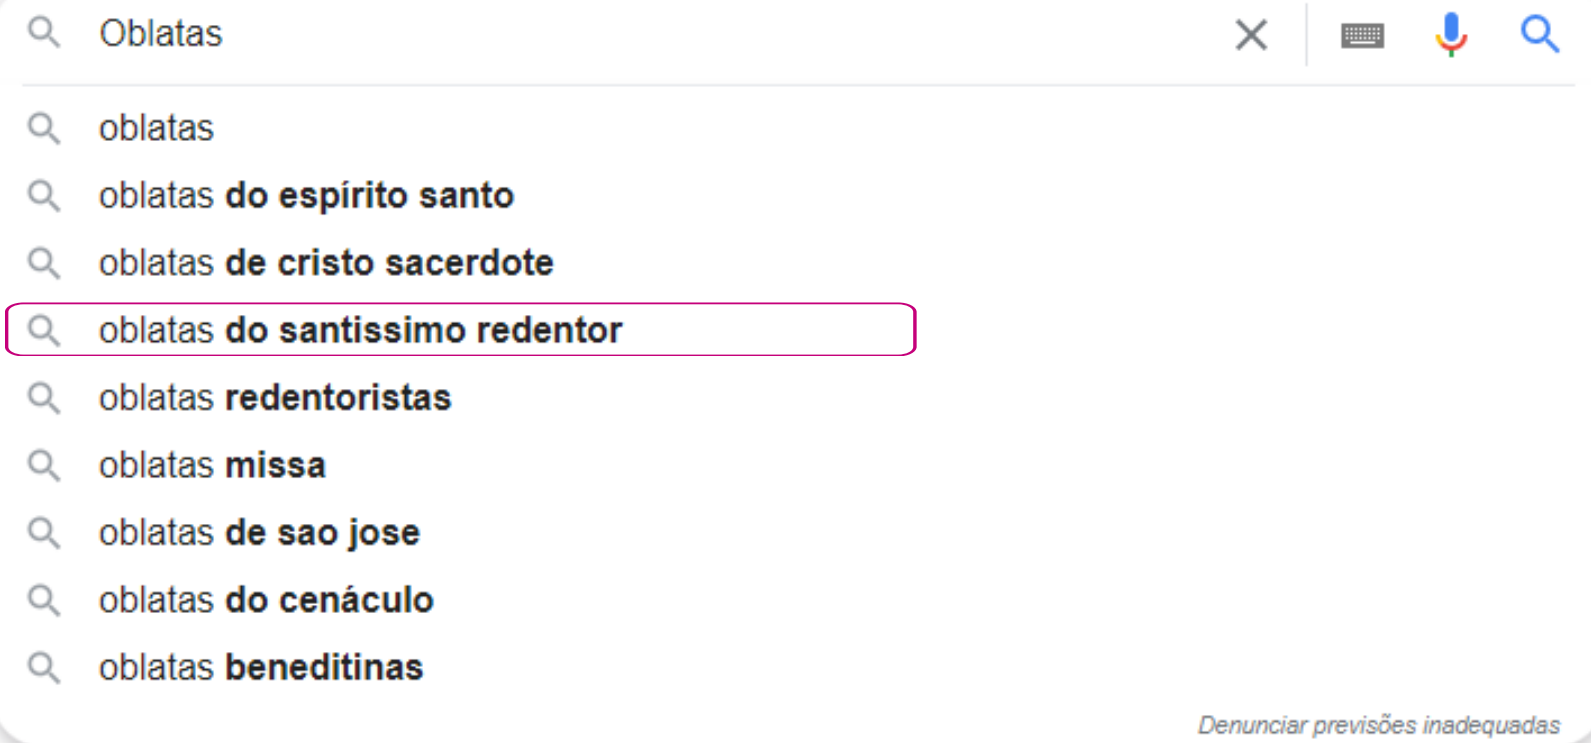 Oblatas
oblatas
oblatas do espírito santo
oblatas de cristo sacerdote
oblatas do santissimo redentor
oblatas redentoristas
oblatas missa
oblatas de sao jose
oblatas do cenáculo
oblatas beneditinas
Denunciar previsões inadequadas